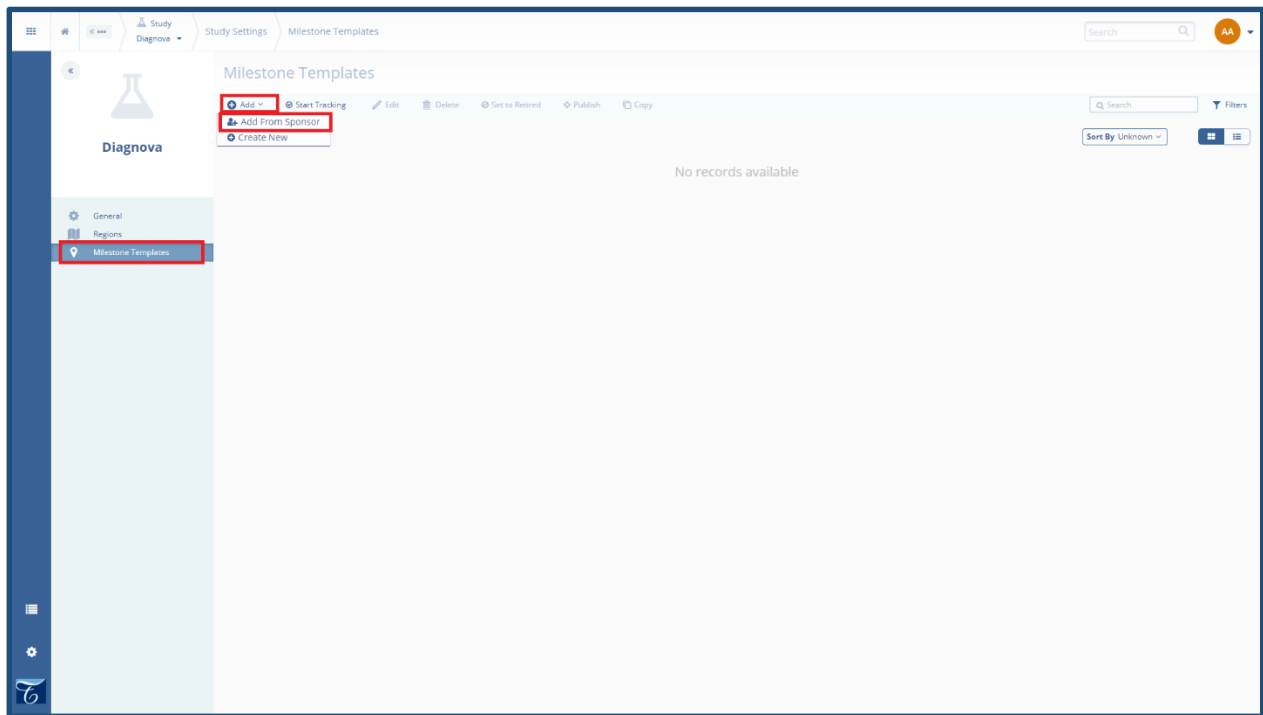 Study
Diagnova
Study Settings
Milestone Templates
Search
AA
Milestone Templates
Add
Start Tracking
Edit
Delete
Set to Retired
Publish
Copy
Search
Filters
Add From Sponsor
Create New
Sort By Unknown
Diagnova
No records available
General
Regions
Milestone Templates